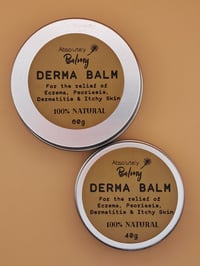 Absolutely
Balmy
DERMA BALM
For the relief of
Eczema, Psoriasis,
Dermatitis & Itchy Skin
100% NATURAL
60g
Absolutely
Balmy
DERMA BALM
For the relief of
Eczema, Psoriasis,
Dermatitis & Itchy Skin
100% NATURAL
40g